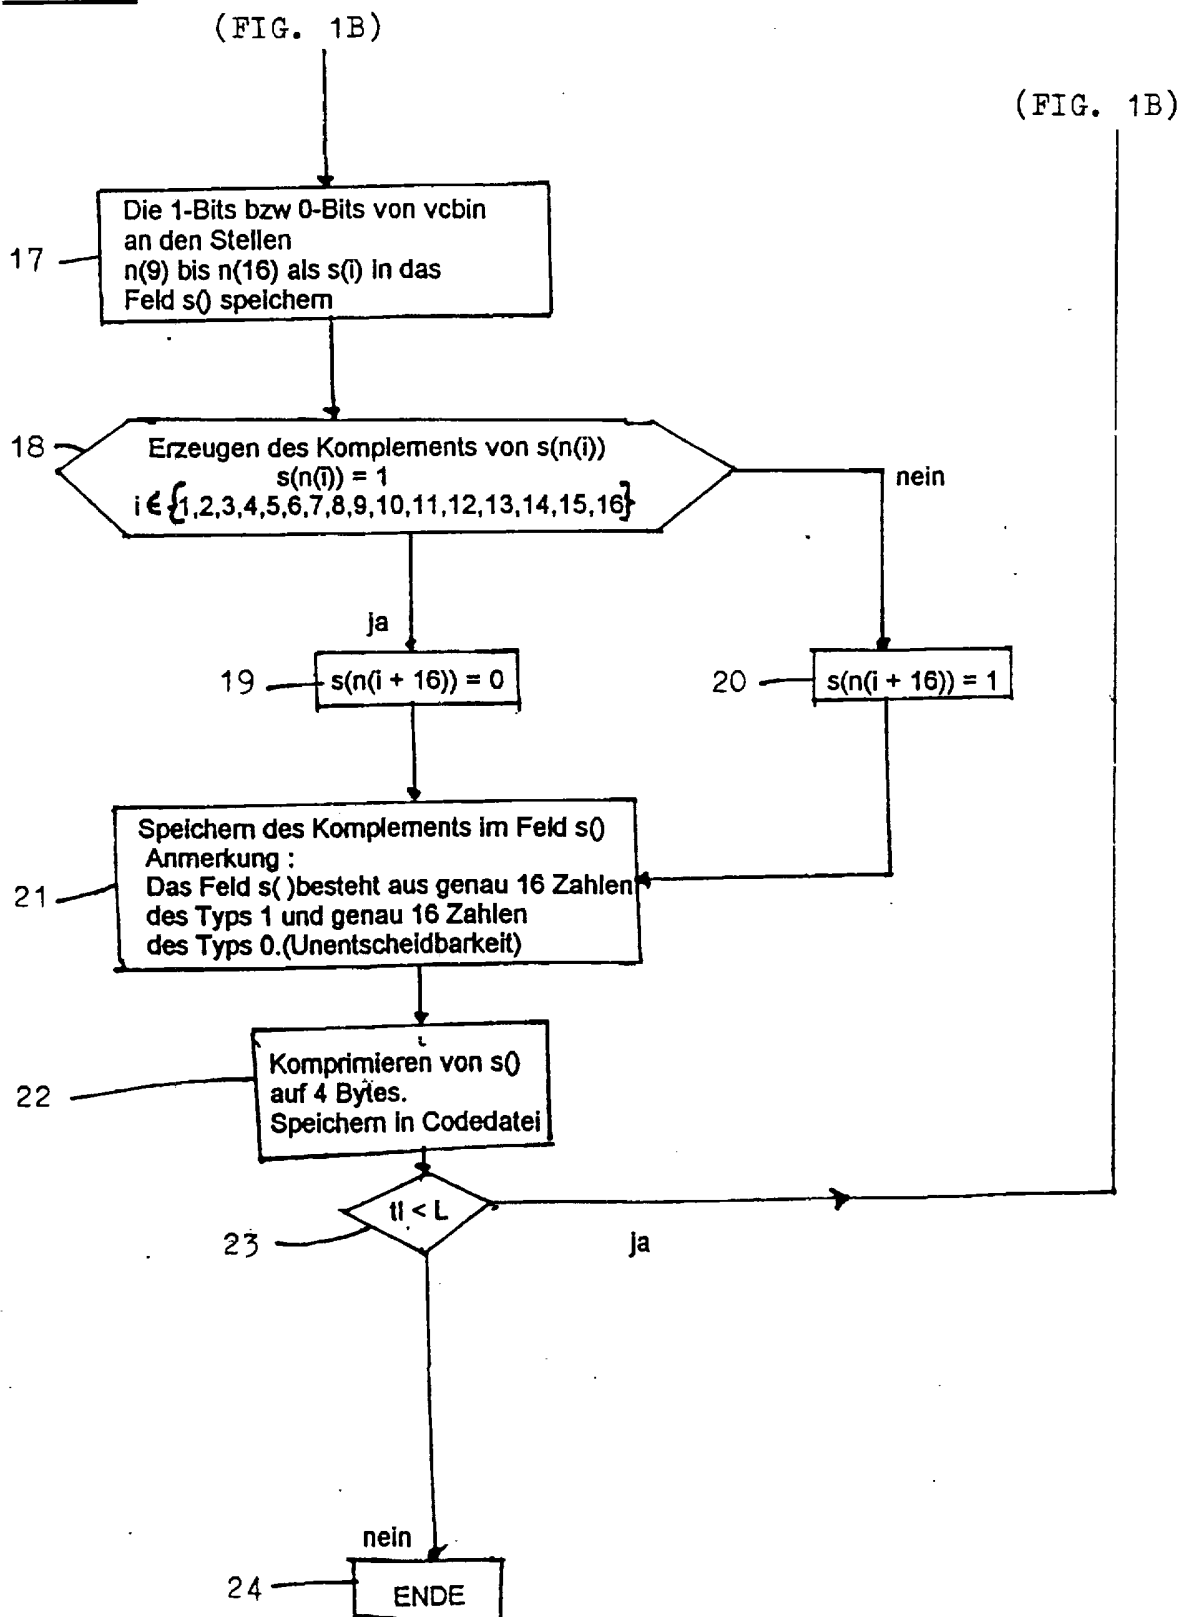 (FIG. 1B)
(FIG. 1B)
Die 1-Bits bzw 0-Bits von vcbin
an den Stellen
n(9) bis n(16) als s(i) in das
Feld s() speichern
17
18
Erzeugen des Komplements von s(n(i))
s(n(i)) = 1
i ∈ {1,2,3,4,5,6,7,8,9,10,11,12,13,14,15,16}
nein
ja
19
s(n(i + 16)) = 0
20
s(n(i + 16)) = 1
Speichern des Komplements im Feld s()
Anmerkung :
Das Feld s( )besteht aus genau 16 Zahlen
des Typs 1 und genau 16 Zahlen
des Typs 0.(Unentscheidbarkeit)
21
Komprimieren von s()
auf 4 Bytes.
Speichern in Codedatei
22
tl < L
23
ja
nein
24
ENDE